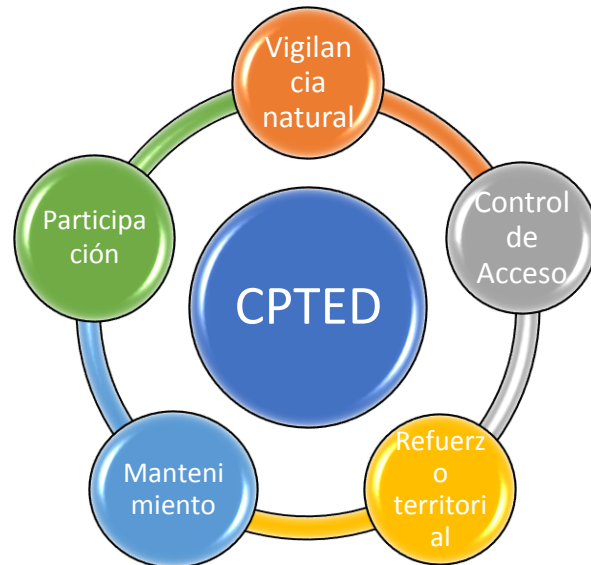 Vigilan
cia
natural
Control
de
Acceso
Refuerz
o
territori
al
Manteni
miento
Participa
ción
CPTED